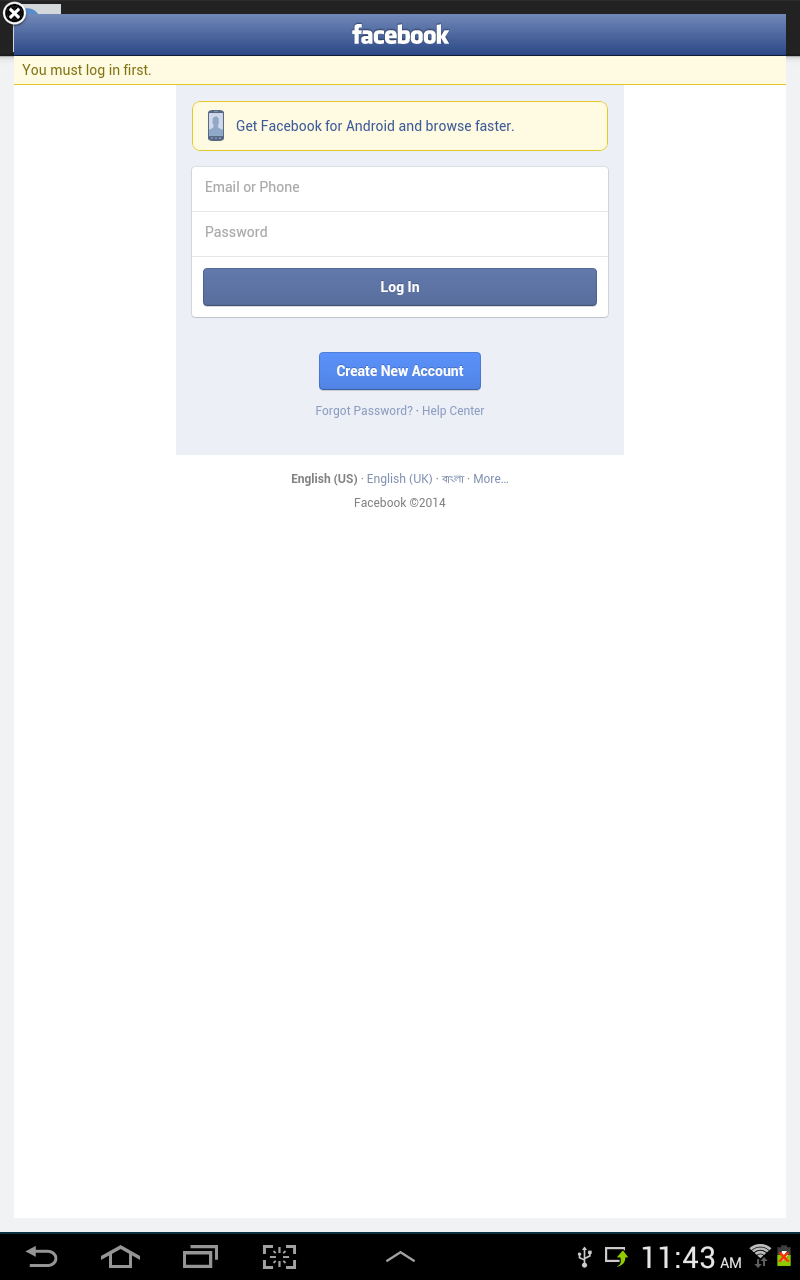 facebook
You must log in first.
Get Facebook for Android and browse faster.
Email or Phone
Password
Log In
Create New Account
Forgot Password? · Help Center
English (US) · English (UK) · বাংলা · More…
Facebook ©2014
11:43 AM